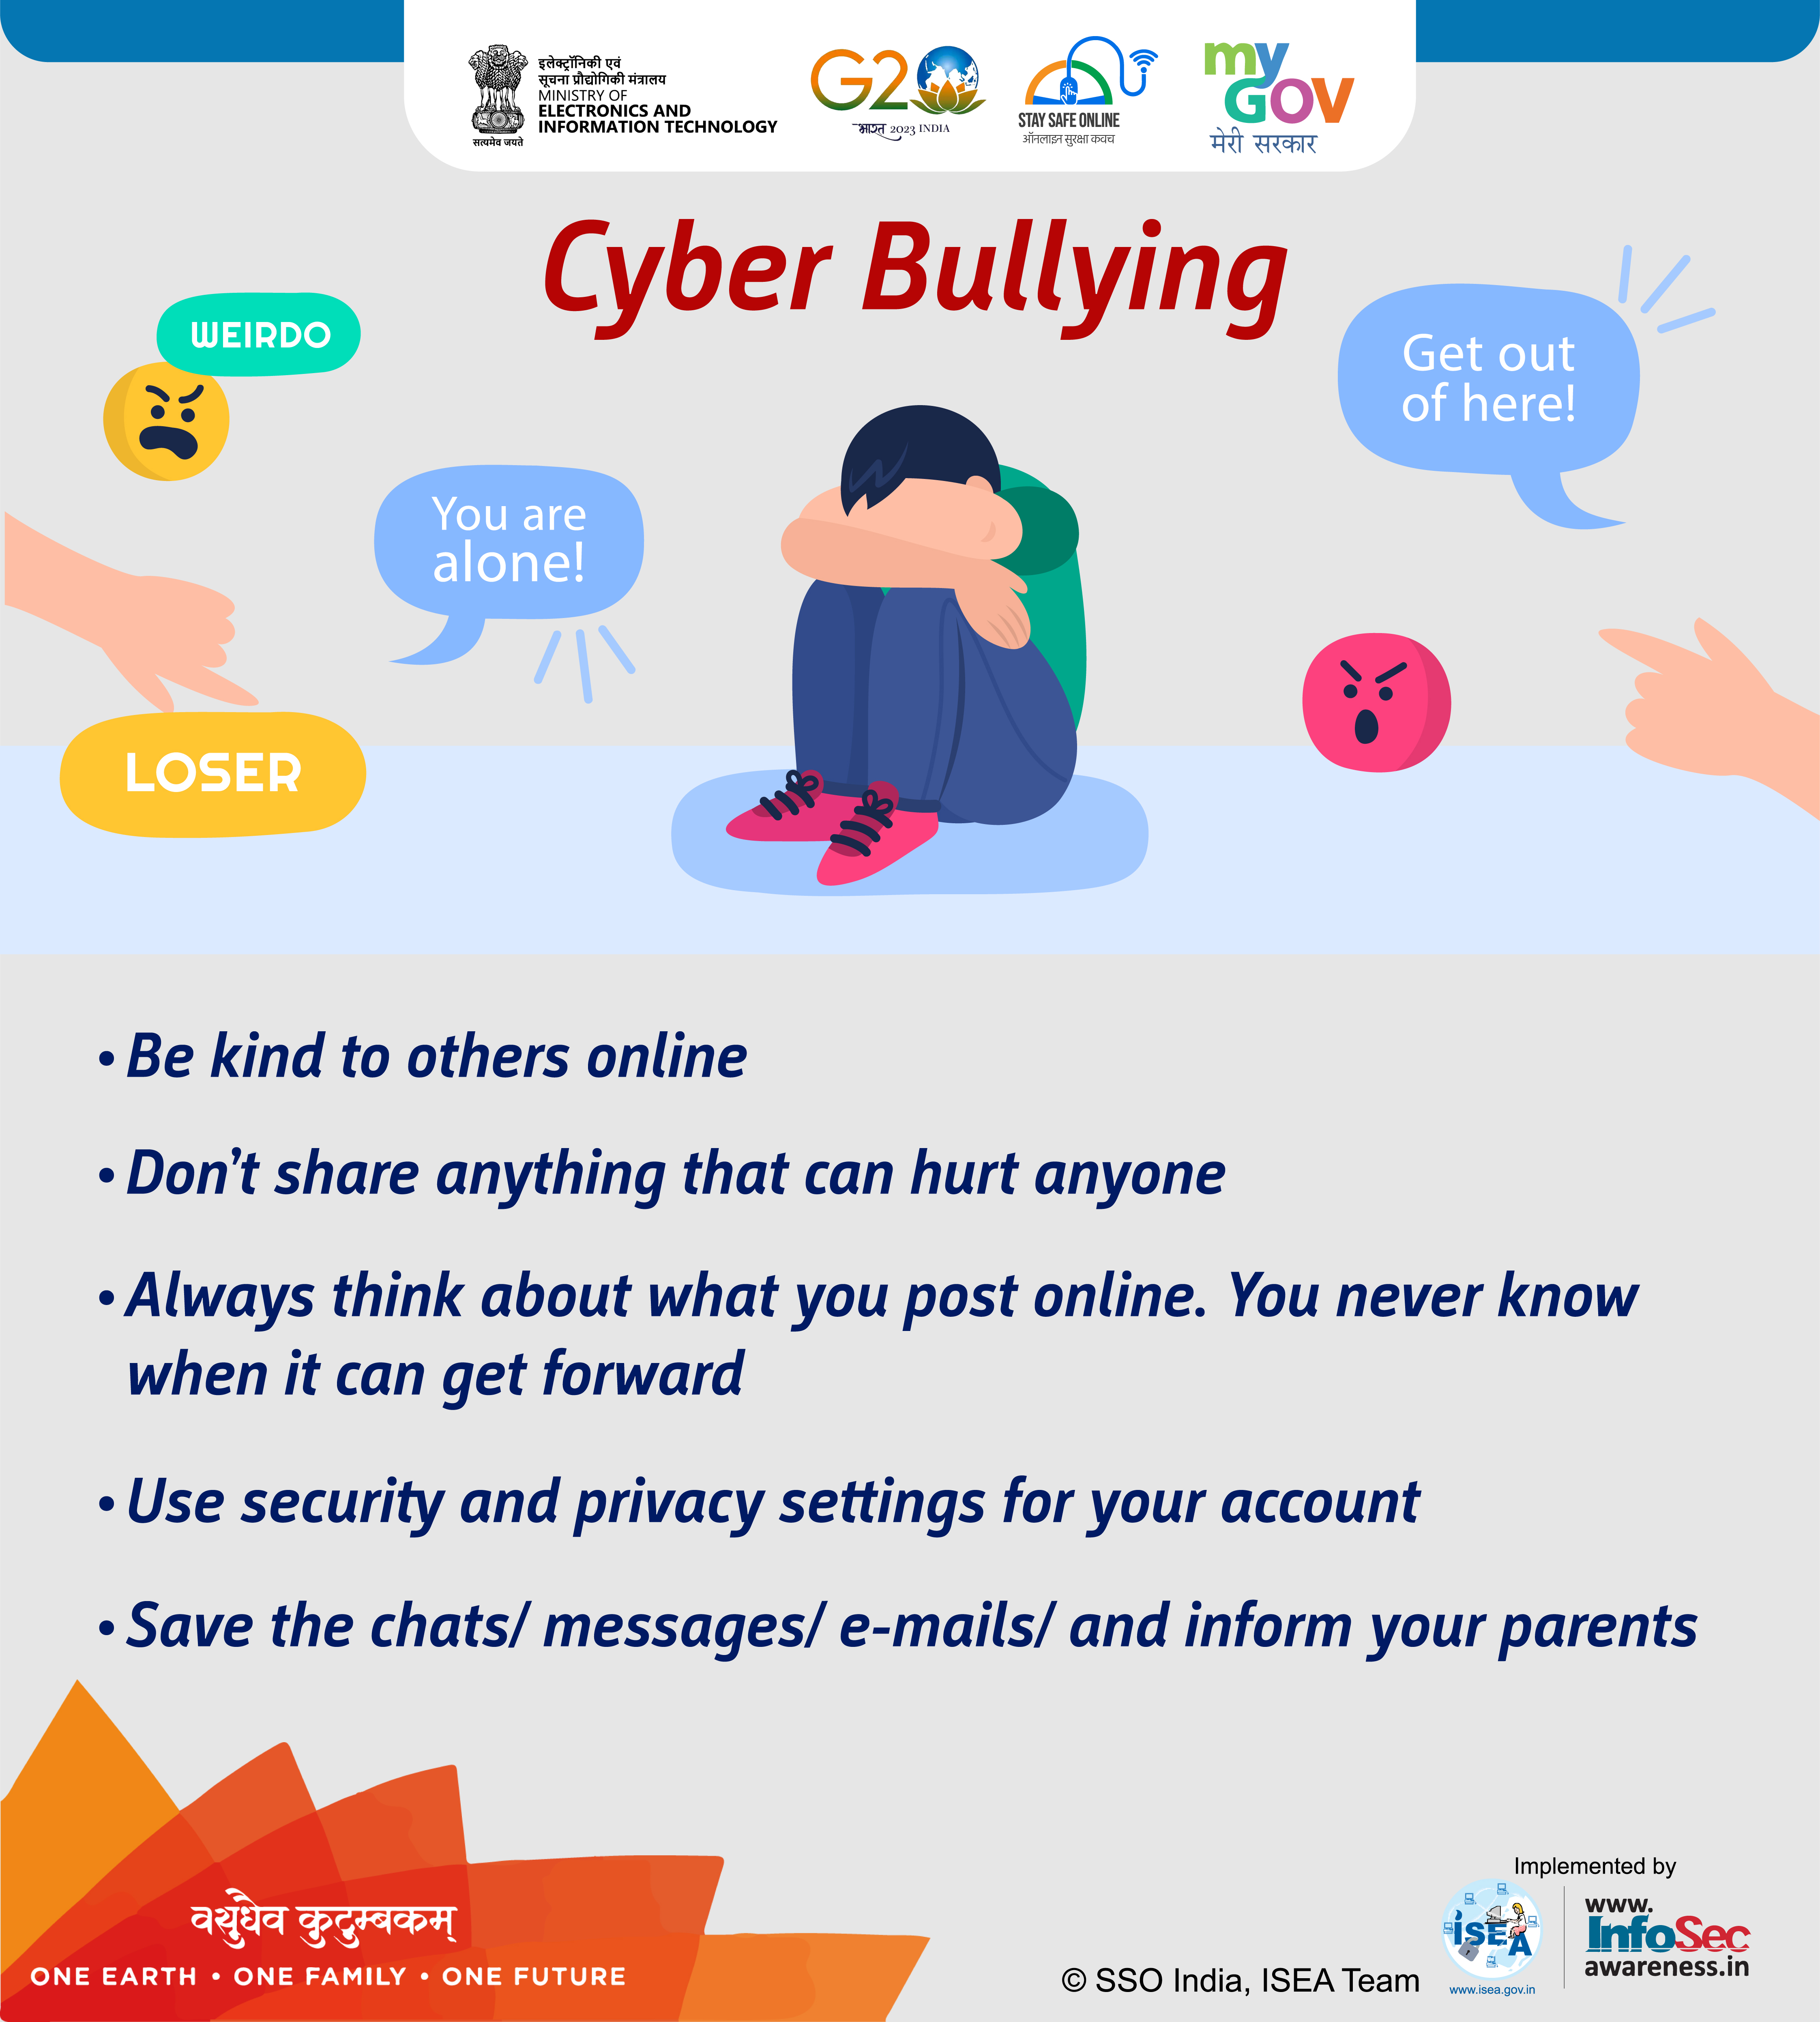 इलेक्ट्रॉनिकी एवं
सूचना प्रौद्योगिकी मंत्रालय
MINISTRY OF
ELECTRONICS AND
INFORMATION TECHNOLOGY
सत्यमेव जयते
G20
भारत 2023 INDIA
STAY SAFE ONLINE
ऑनलाइन सुरक्षा कवच
my
GOV
मेरी सरकार
Cyber Bullying
WEIRDO
Get out
of here!
You are
alone!
LOSER
• Be kind to others online
• Don’t share anything that can hurt anyone
• Always think about what you post online. You never know
when it can get forward
• Use security and privacy settings for your account
• Save the chats/ messages/ e-mails/ and inform your parents
वसुधैव कुटुम्बकम्
ONE EARTH • ONE FAMILY • ONE FUTURE
© SSO India, ISEA Team
Implemented by
ISEA
www.isea.gov.in
www.
InfoSec
awareness.in